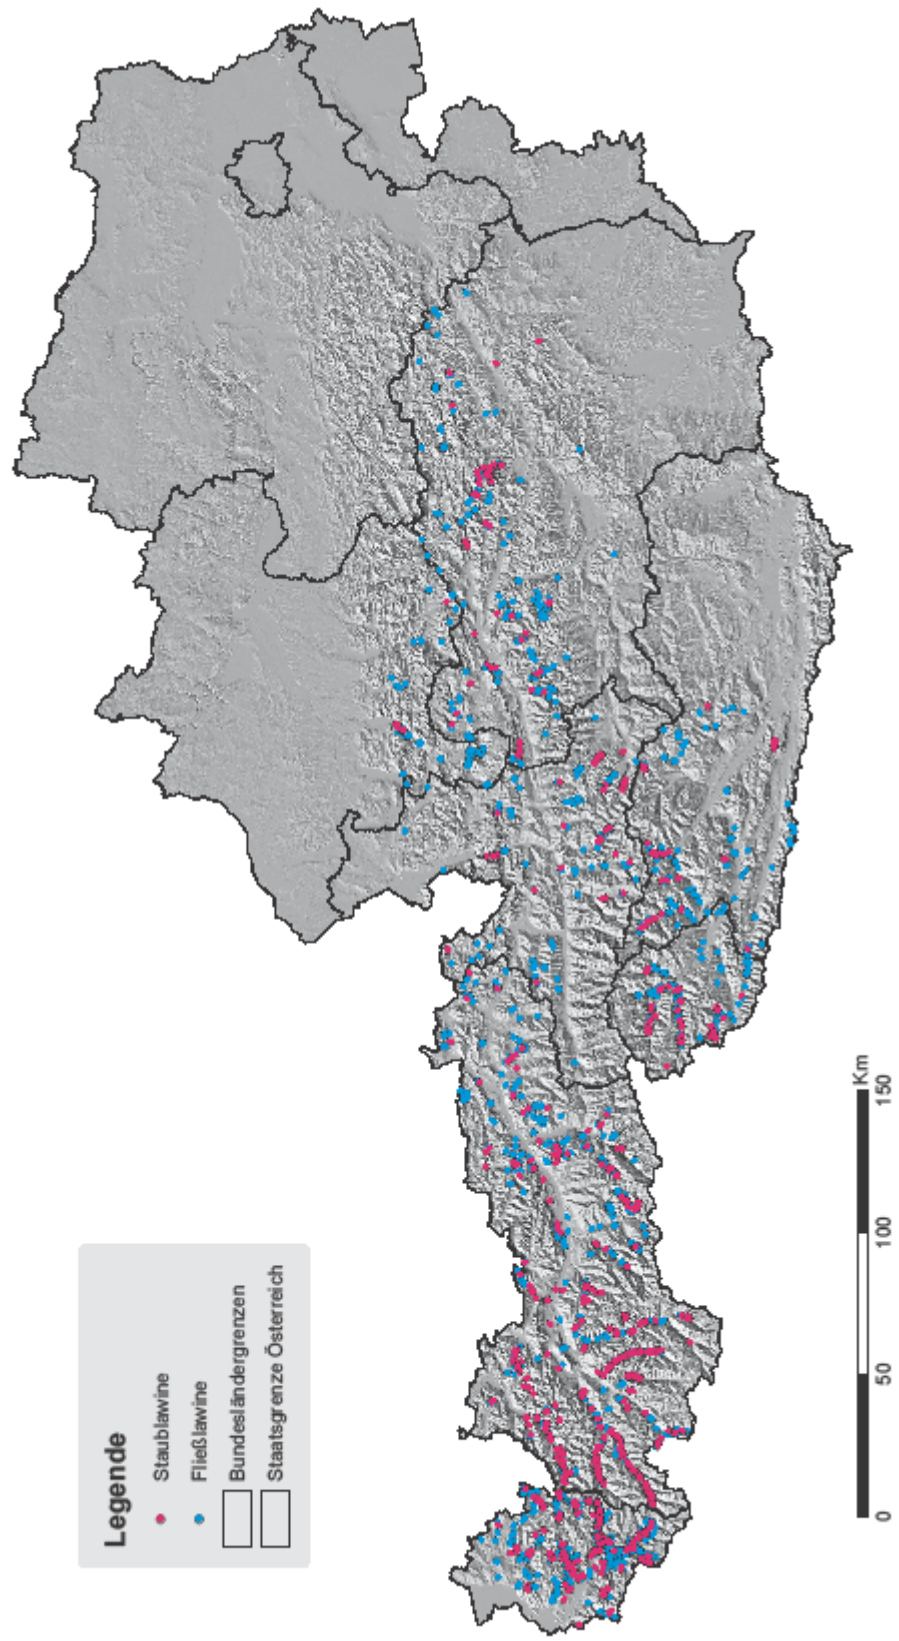 Legende
Staublawine
Fließlawine
Bundesländergrenzen
Staatsgrenze Österreich
0 50 100 150 Km